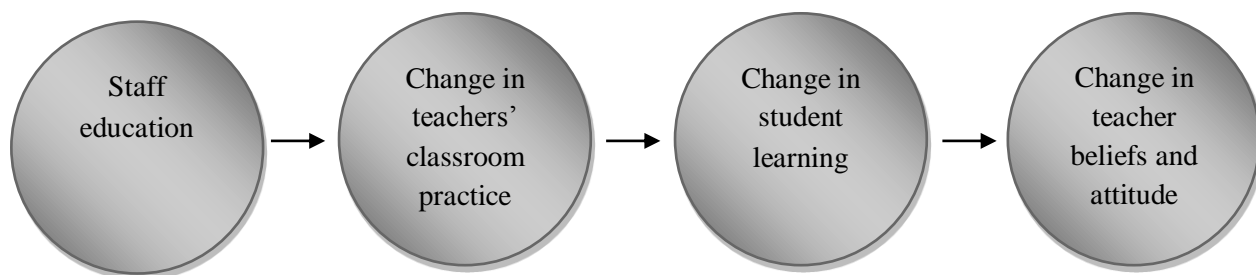 Staff
education
Change in
teachers’
classroom
practice
Change in
student
learning
Change in
teacher
beliefs and
attitude